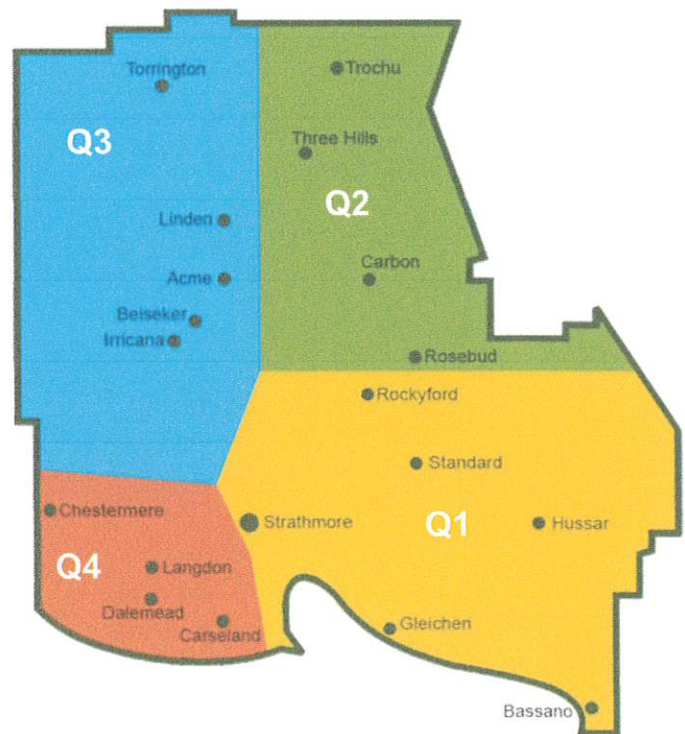 Torrington
Trochu
Q3
Three Hills
Q2
Linden
Carbon
Acme
Beiseker
Irricana
Rosebud
Rockyford
Standard
Chestermere
Strathmore
Q1
Hussar
Q4
Langdon
Dalemead
Carseland
Gleichen
Bassano